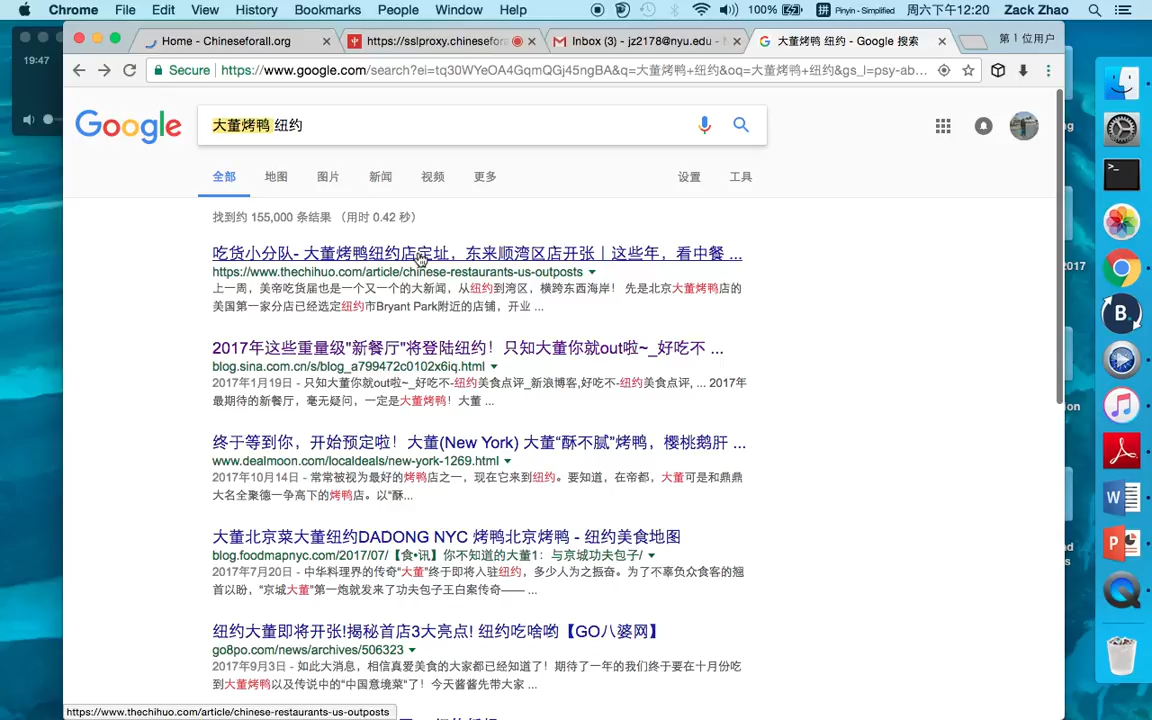 Chrome File Edit View History Bookmarks People Window Help 100% Pinyin - Simplified 周六下午12:20 Zack Zhao
19:47
Home - Chineseforall.org
https://sslproxy.chinesefora
Inbox (3) - jz2178@nyu.edu -
大董烤鸭 纽约 - Google 搜索
第 1 位用户
Secure https://www.google.com/search?ei=tq30WYeOA4GqmQGj45ngBA&q=大董烤鸭+纽约&oq=大董烤鸭+纽约&gs_l=psy-ab...
Google
大董烤鸭 纽约
全部 地图 图片 新闻 视频 更多 设置 工具
找到约 155,000 条结果 （用时 0.42 秒）
吃货小分队- 大董烤鸭纽约店定址，东来顺湾区店开张｜这些年，看中餐 ...
https://www.thechihuo.com/article/chinese-restaurants-us-outposts
上一周，美帝吃货届也是一个又一个的大新闻，从纽约到湾区，横跨东西海岸！ 先是北京大董烤鸭店的
美国第一家分店已经选定纽约市Bryant Park附近的店铺，开业 ...
2017年这些重量级"新餐厅"将登陆纽约！只知大董你就out啦~_好吃不 ...
blog.sina.com.cn/s/blog_a799472c0102x6iq.html
2017年1月19日 - 只知大董你就out啦~_好吃不-纽约美食点评_新浪博客,好吃不-纽约美食点评, ... 2017年
最期待的新餐厅，毫无疑问，一定是大董烤鸭！大董 ...
终于等到你，开始预定啦！大董(New York) 大董“酥不腻”烤鸭，樱桃鹅肝 ...
www.dealmoon.com/localdeals/new-york-1269.html
2017年10月14日 - 常常被视为最好的烤鸭店之一，现在它来到纽约。要知道，在帝都，大董可是和鼎鼎
大名全聚德一争高下的烤鸭店。以“酥...
大董北京菜大董纽约DADONG NYC 烤鸭北京烤鸭 - 纽约美食地图
blog.foodmapnyc.com/2017/07/【食•讯】你不知道的大董1：与京城功夫包子/
2017年7月20日 - 中华料理界的传奇“大董”终于即将入驻纽约，多少人为之振奋。为了不辜负众食客的翘
首以盼，“京城大董”第一炮就发来了功夫包子王白案传奇—— ...
纽约大董即将开张!揭秘首店3大亮点! 纽约吃啥哟【GO八婆网】
go8po.com/news/archives/506323
2017年9月3日 - 如此大消息，相信真爱美食的大家都已经知道了！期待了一年的我们终于要在十月份吃
到大董烤鸭以及传说中的“中国意境菜”了！今天酱酱先带大家 ...
https://www.thechihuo.com/article/chinese-restaurants-us-outposts